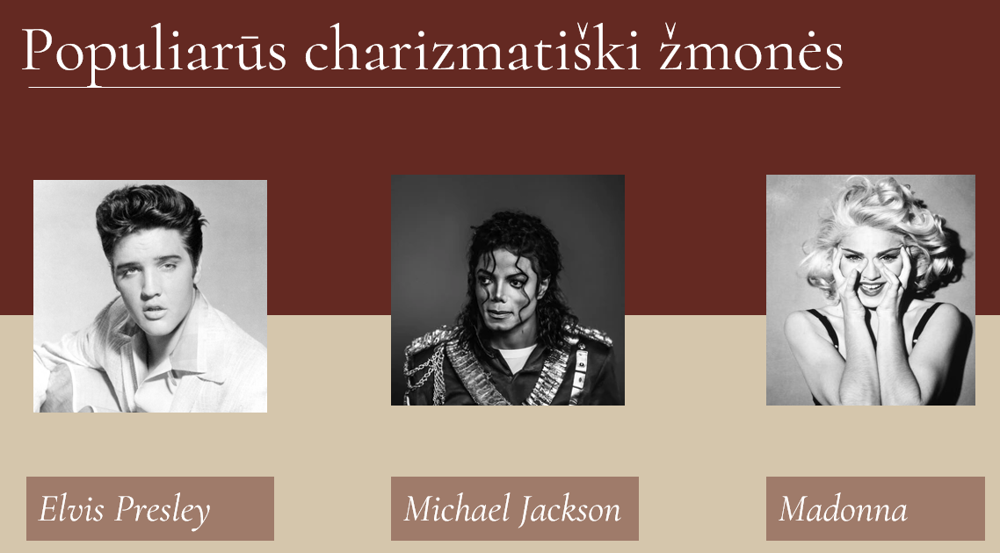 Populiarūs charizmatiški žmonės
Elvis Presley
Michael Jackson
Madonna